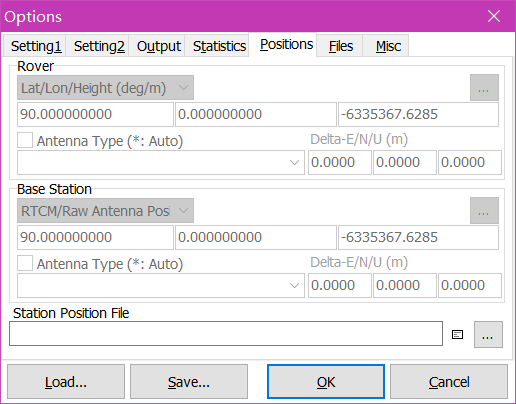 Options
Setting1 Setting2 Output Statistics Positions Files Misc
Rover
Lat/Lon/Height (deg/m) ...
90.000000000 0.000000000 -6335367.6285
Antenna Type (*: Auto) Delta-E/N/U (m)
0.0000 0.0000 0.0000
Base Station
RTCM/Raw Antenna Pos ...
90.000000000 0.000000000 -6335367.6285
Antenna Type (*: Auto) Delta-E/N/U (m)
0.0000 0.0000 0.0000
Station Position File
...
Load... Save... OK Cancel